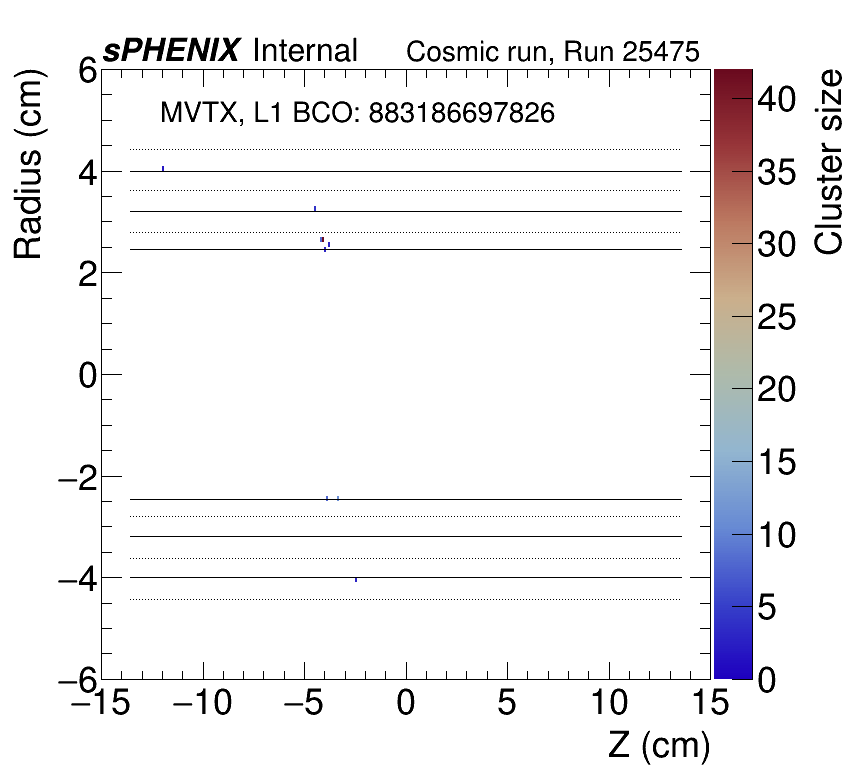 sPHENIX Internal Cosmic run, Run 25475
MVTX, L1 BCO: 883186697826
Radius (cm)
6
4
2
0
−2
−4
−6
−15 −10 −5 0 5 10 15
Z (cm)
40
35
30
25
20
15
10
5
0
Cluster size